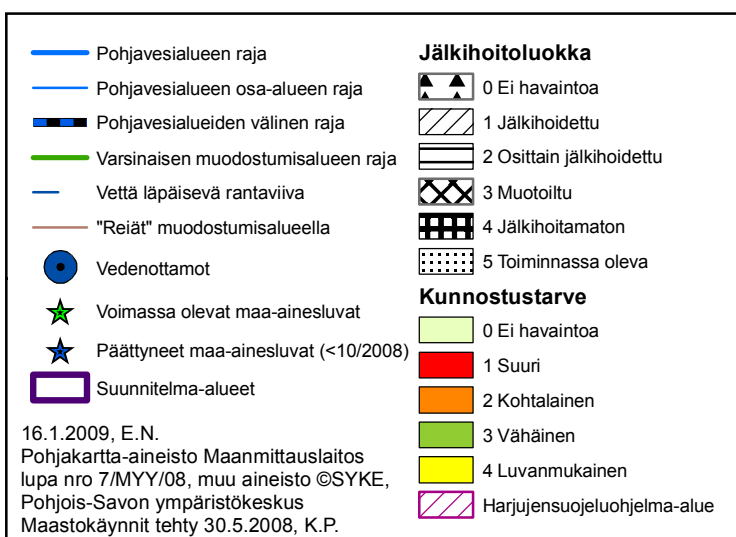 Pohjavesialueen raja
Pohjavesialueen osa-alueen raja
Pohjavesialueiden välinen raja
Varsinaisen muodostumisalueen raja
Vettä läpäisevä rantaviiva
"Reiät" muodostumisalueella
Vedenottamot
Voimassa olevat maa-ainesluvat
Päättyneet maa-ainesluvat (<10/2008)
Suunnitelma-alueet
16.1.2009, E.N.
Pohjakartta-aineisto Maanmittauslaitos
lupa nro 7/MYY/08, muu aineisto ©SYKE,
Pohjois-Savon ympäristökeskus
Maastokäynnit tehty 30.5.2008, K.P.
Jälkihoitoluokka
0 Ei havaintoa
1 Jälkihoidettu
2 Osittain jälkihoidettu
3 Muotoiltu
4 Jälkihoitamaton
5 Toiminnassa oleva
Kunnostustarve
0 Ei havaintoa
1 Suuri
2 Kohtalainen
3 Vähäinen
4 Luvanmukainen
Harjujensuojeluohjelma-alue